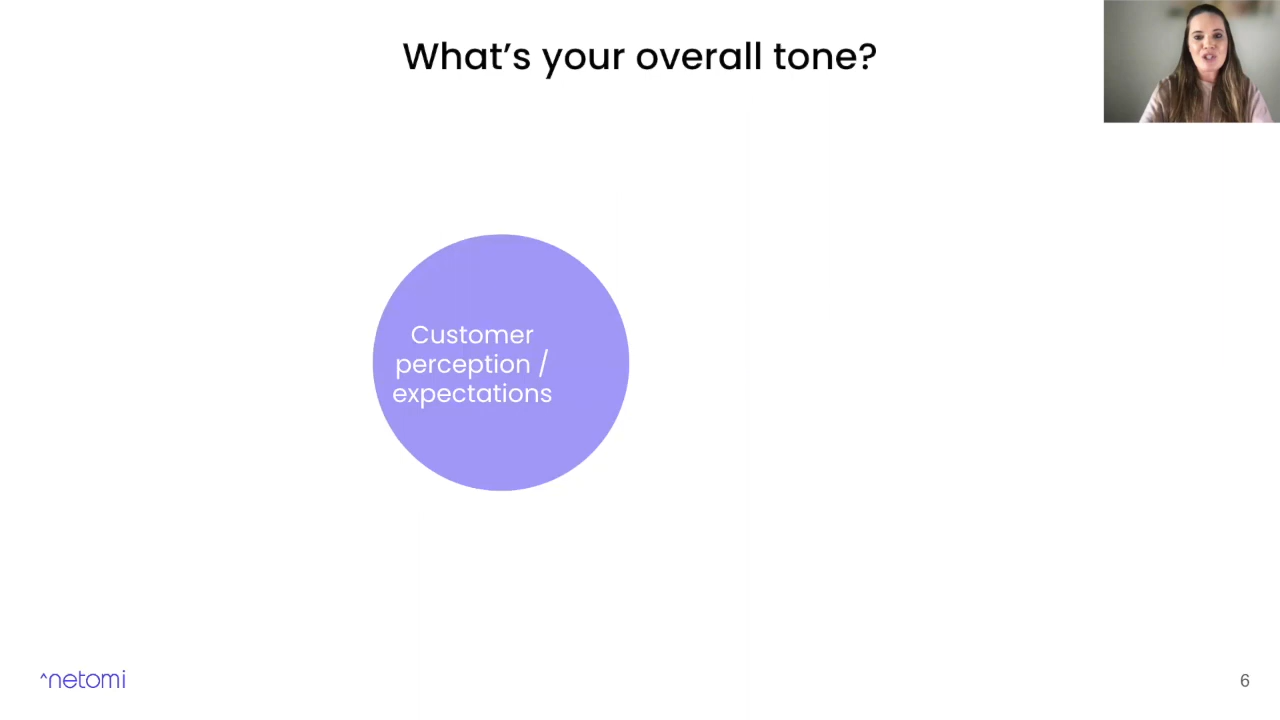 What’s your overall tone?
Customer
perception /
expectations
^netomi
6